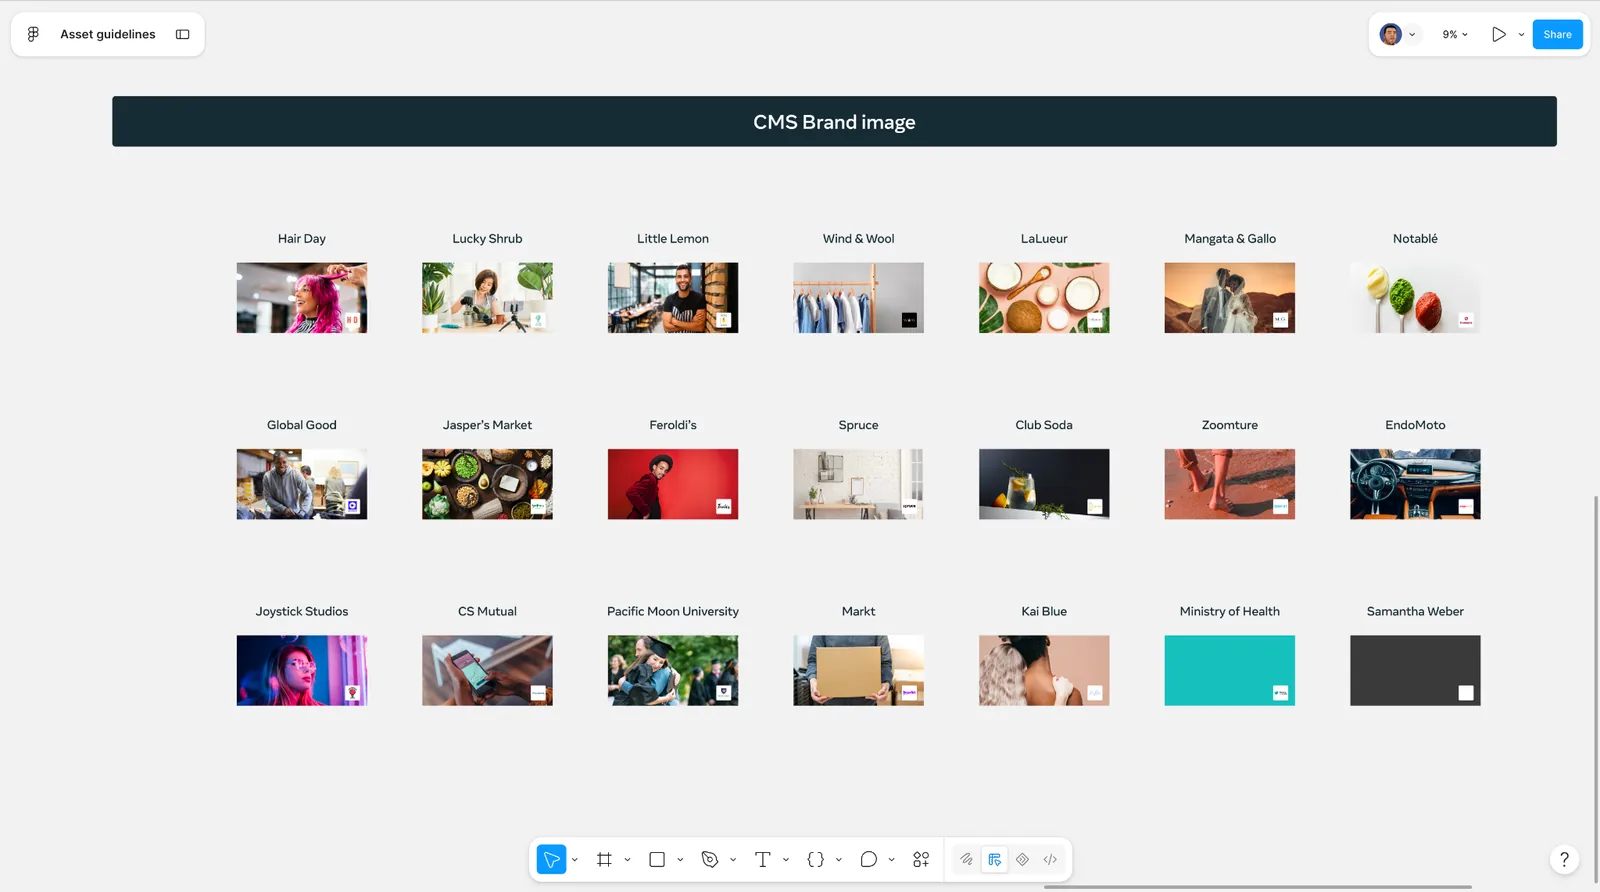 Asset guidelines
9%
Share
CMS Brand image
Hair Day
Lucky Shrub
Little Lemon
Wind & Wool
LaLueur
Mangata & Gallo
Notablé
HD
M.G.
Global Good
Jasper's Market
Feroldi's
Spruce
Club Soda
Zoomture
EndoMoto
spruce
Joystick Studios
CS Mutual
Pacific Moon University
Markt
Kai Blue
Ministry of Health
Samantha Weber
?